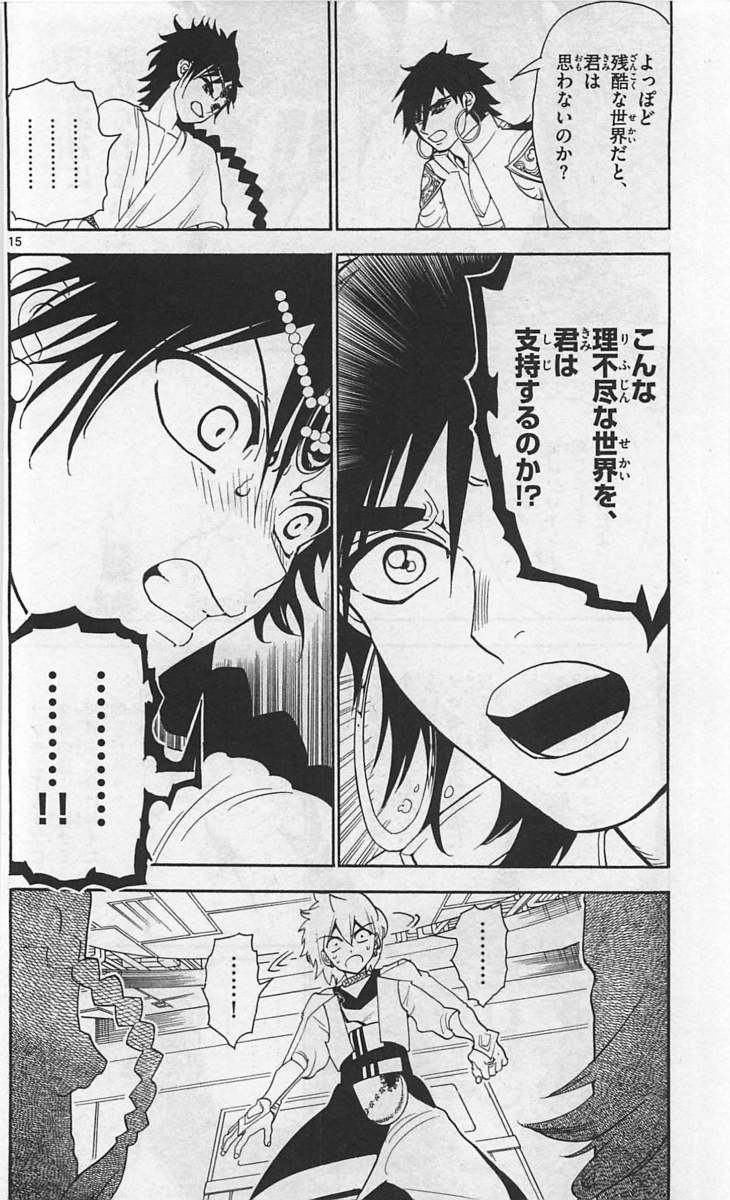 よっぽど
残酷な世界だと、
君は
思わないのか?
………
………
………
15
こんな
理不尽な世界を、
君は
支持するのか!?
…………
…………!!
……
……!